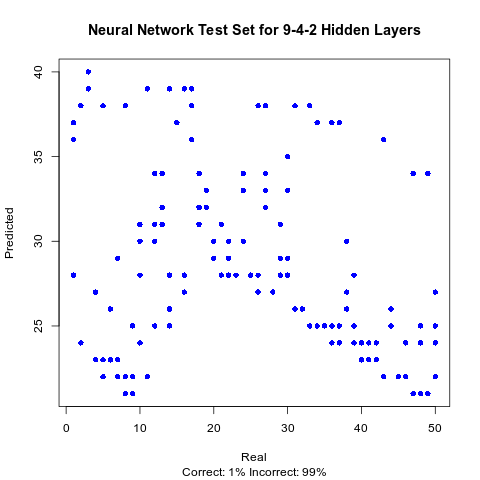 Neural Network Test Set for 9-4-2 Hidden Layers
40
35
30
25
Predicted
0 10 20 30 40 50
Real
Correct: 1% Incorrect: 99%